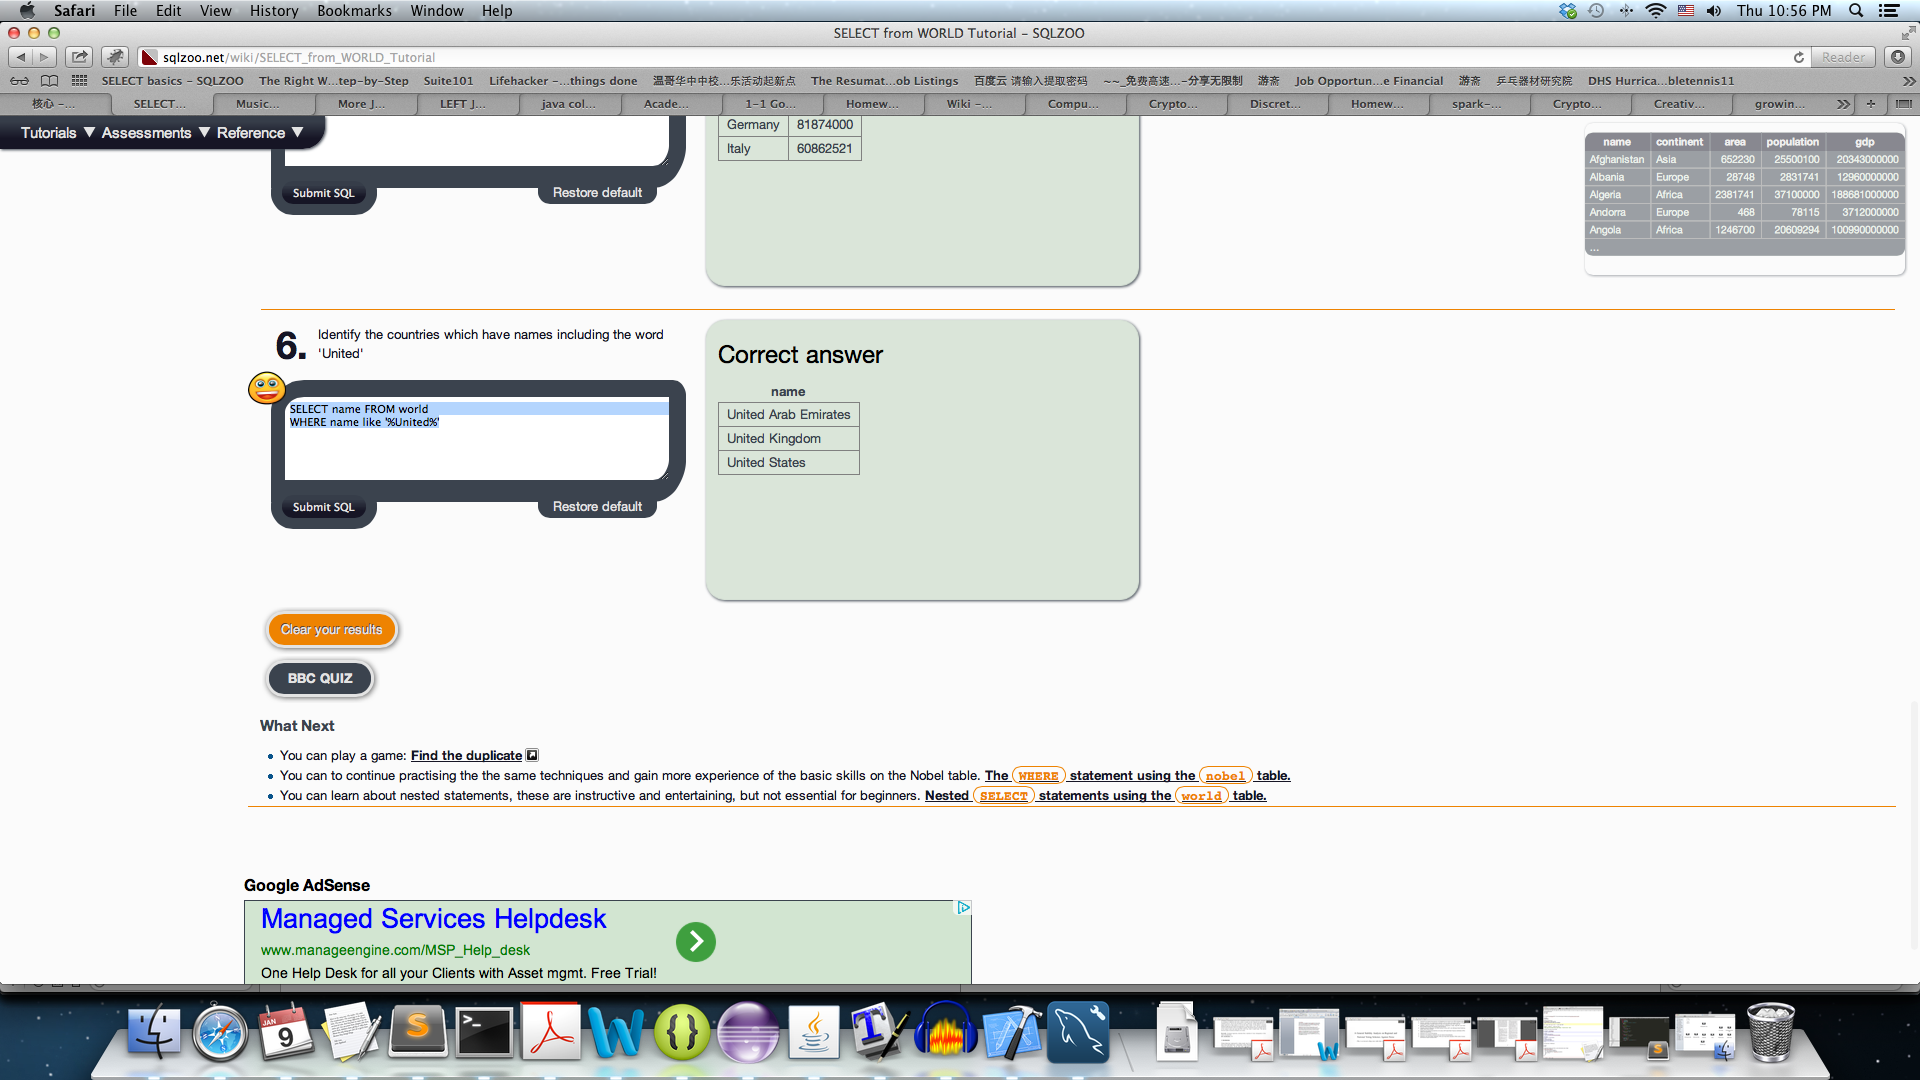 Safari File Edit View History Bookmarks Window Help Thu 10:56 PM
SELECT from WORLD Tutorial – SQLZOO
sqlzoo.net/wiki/SELECT_from_WORLD_Tutorial Reader
SELECT basics – SQLZOO The Right W...tep-by-Step Suite101 Lifehacker –...things done 温哥华中中校...乐活动起新点 The Resumat...ob Listings 百度云 请输入提取密码 ~~_免费高速...-分享无限制 游斋 Job Opportun...e Financial 游斋 乒乓器材研究院 DHS Hurrica...bletennis11
核心 –... SELECT... Music... More J... LEFT J... java col... Acade... 1–1 Go... Homew... Wiki –... Compu... Crypto... Discret... Homew... spark–... Crypto... Creativ... growin...
Tutorials ▼ Assessments ▼ Reference ▼
Germany 81874000
Italy 60862521
Submit SQL Restore default
name continent area population gdp
Afghanistan Asia 652230 25500100 20343000000
Albania Europe 28748 2831741 12960000000
Algeria Africa 2381741 37100000 188681000000
Andorra Europe 468 78115 3712000000
Angola Africa 1246700 20609294 100990000000
...
6. Identify the countries which have names including the word
'United'
SELECT name FROM world
WHERE name like '%United%'
Submit SQL Restore default
Correct answer
name
United Arab Emirates
United Kingdom
United States
Clear your results
BBC QUIZ
What Next
You can play a game: Find the duplicate
You can to continue practising the the same techniques and gain more experience of the basic skills on the Nobel table. The WHERE statement using the nobel table.
You can learn about nested statements, these are instructive and entertaining, but not essential for beginners. Nested SELECT statements using the world table.
Google AdSense
Managed Services Helpdesk
www.manageengine.com/MSP_Help_desk
One Help Desk for all your Clients with Asset mgmt. Free Trial!
JAN
9